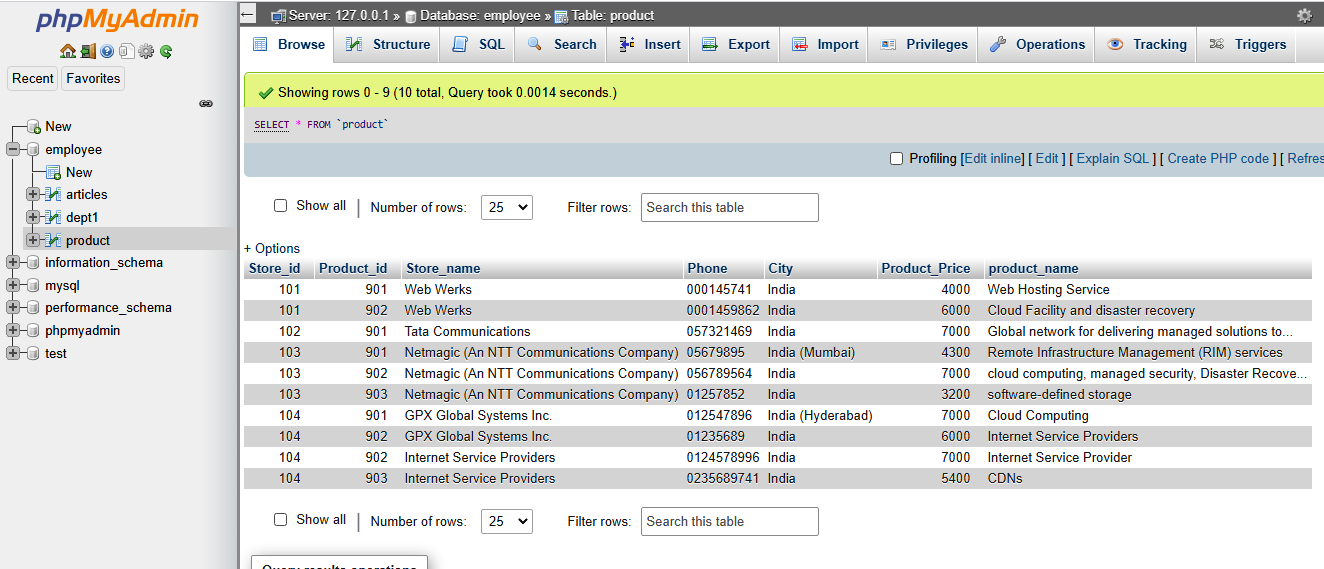 phpMyAdmin
Recent Favorites
New
employee
New
articles
dept1
product
information_schema
mysql
performance_schema
phpmyadmin
test
Server: 127.0.0.1 » Database: employee » Table: product
Browse Structure SQL Search Insert Export Import Privileges Operations Tracking Triggers
Showing rows 0 - 9 (10 total, Query took 0.0014 seconds.)
SELECT * FROM `product`
Profiling [Edit inline] [ Edit ] [ Explain SQL ] [ Create PHP code ] [ Refres
Show all | Number of rows: 25 Filter rows: Search this table
+ Options
Store_id Product_id Store_name Phone City Product_Price product_name
101 901 Web Werks 000145741 India 4000 Web Hosting Service
101 902 Web Werks 0001459862 India 6000 Cloud Facility and disaster recovery
102 901 Tata Communications 057321469 India 7000 Global network for delivering managed solutions to...
103 901 Netmagic (An NTT Communications Company) 05679895 India (Mumbai) 4300 Remote Infrastructure Management (RIM) services
103 902 Netmagic (An NTT Communications Company) 056789564 India 7000 cloud computing, managed security, Disaster Recove...
103 903 Netmagic (An NTT Communications Company) 01257852 India 3200 software-defined storage
104 901 GPX Global Systems Inc. 012547896 India (Hyderabad) 7000 Cloud Computing
104 902 GPX Global Systems Inc. 01235689 India 6000 Internet Service Providers
104 902 Internet Service Providers 0124578996 India 7000 Internet Service Provider
104 903 Internet Service Providers 0235689741 India 5400 CDNs
Show all | Number of rows: 25 Filter rows: Search this table
Query results operations